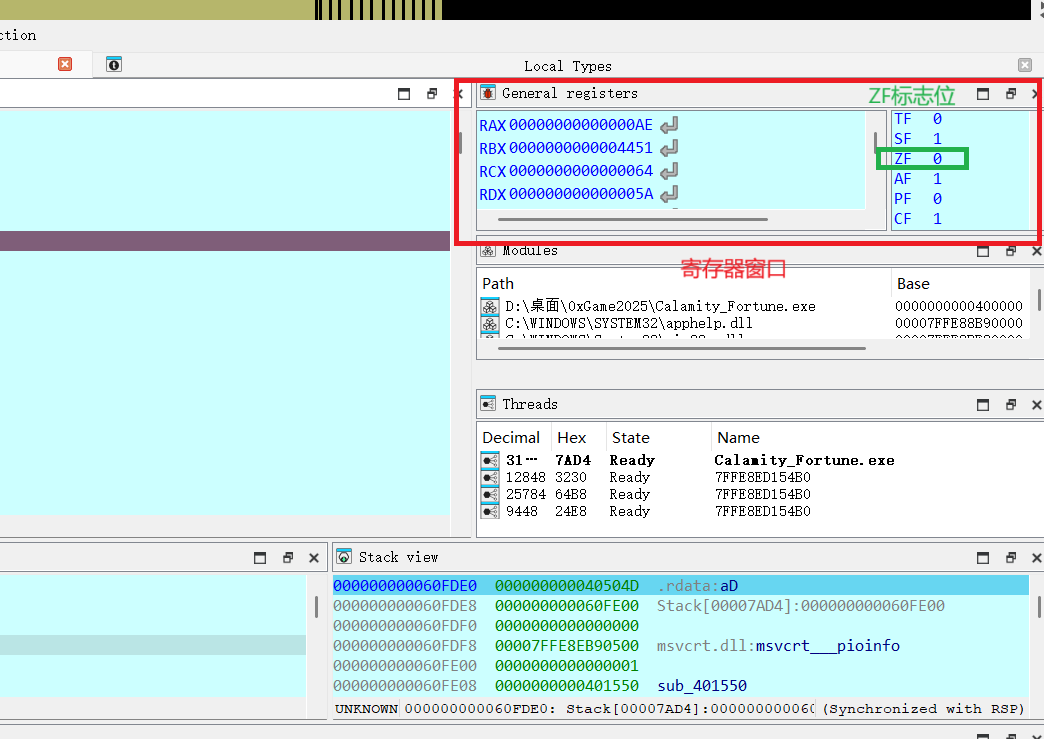 ction
Local Types
General registers
ZF标志位
RAX 00000000000000AE
RBX 0000000000004451
RCX 0000000000000064
RDX 000000000000005A
TF 0
SF 1
ZF 0
AF 1
PF 0
CF 1
Modules
寄存器窗口
Path Base
D:\桌面\0xGame2025\Calamity_Fortune.exe 0000000000400000
C:\WINDOWS\SYSTEM32\apphelp.dll 00007FFE88B90000
Threads
Decimal Hex State Name
31… 7AD4 Ready Calamity_Fortune.exe
12848 3230 Ready 7FFE8ED154B0
25784 64B8 Ready 7FFE8ED154B0
9448 24E8 Ready 7FFE8ED154B0
Stack view
000000000060FDE0 000000000040504D .rdata:aD
000000000060FDE8 000000000060FE00 Stack[00007AD4]:000000000060FE00
000000000060FDF0 0000000000000000
000000000060FDF8 00007FFE8EB90500 msvcrt.dll:msvcrt___pioinfo
000000000060FE00 0000000000000001
000000000060FE08 0000000000401550 sub_401550
UNKNOWN 000000000060FDE0: Stack[00007AD4]:000000000060 (Synchronized with RSP)